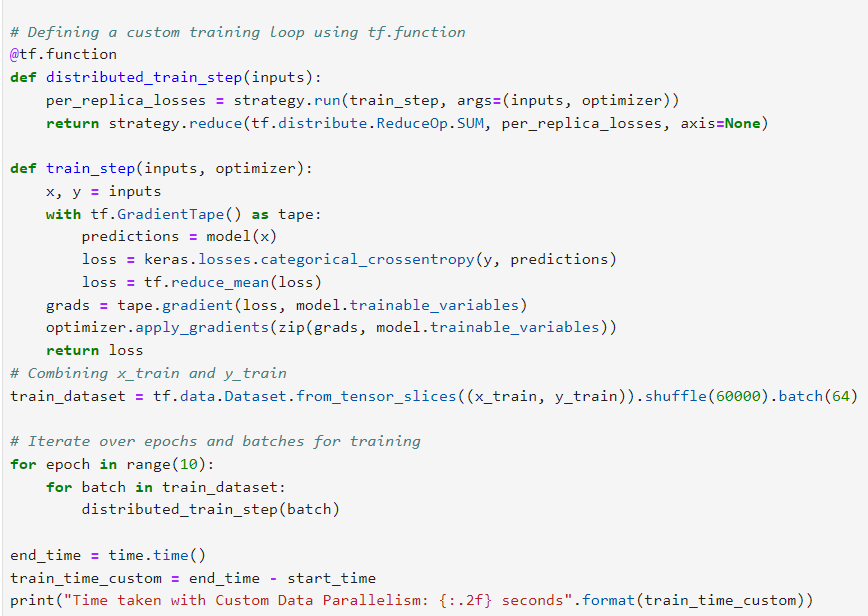 # Defining a custom training loop using tf.function
@tf.function
def distributed_train_step(inputs):
    per_replica_losses = strategy.run(train_step, args=(inputs, optimizer))
    return strategy.reduce(tf.distribute.ReduceOp.SUM, per_replica_losses, axis=None)

def train_step(inputs, optimizer):
    x, y = inputs
    with tf.GradientTape() as tape:
        predictions = model(x)
        loss = keras.losses.categorical_crossentropy(y, predictions)
        loss = tf.reduce_mean(loss)
    grads = tape.gradient(loss, model.trainable_variables)
    optimizer.apply_gradients(zip(grads, model.trainable_variables))
    return loss
# Combining x_train and y_train
train_dataset = tf.data.Dataset.from_tensor_slices((x_train, y_train)).shuffle(60000).batch(64)

# Iterate over epochs and batches for training
for epoch in range(10):
    for batch in train_dataset:
        distributed_train_step(batch)

end_time = time.time()
train_time_custom = end_time - start_time
print("Time taken with Custom Data Parallelism: {:.2f} seconds".format(train_time_custom))